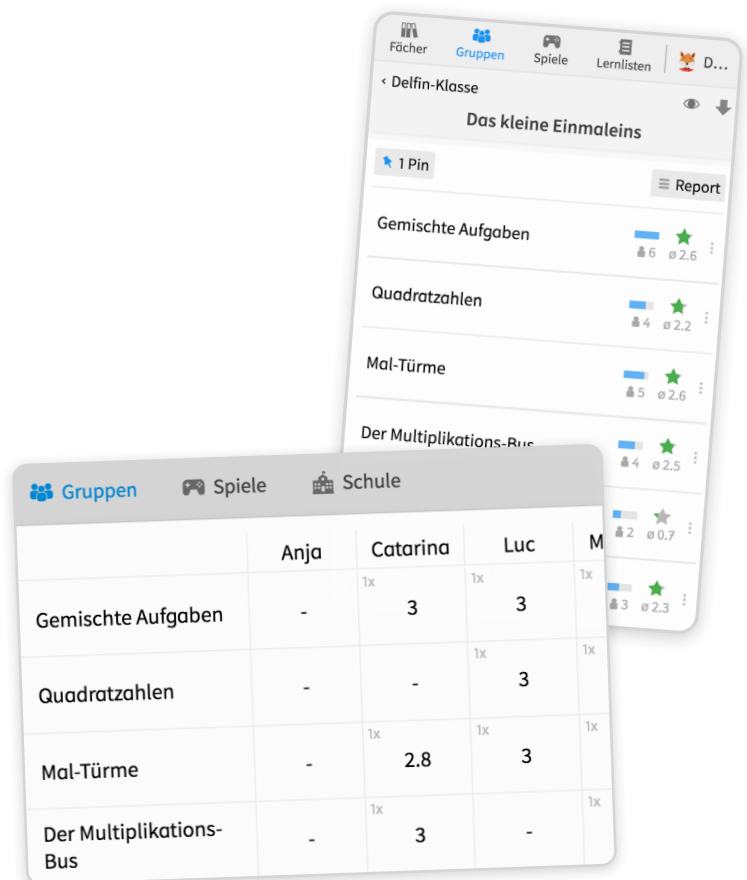 Fächer Gruppen Spiele Lernlisten D...
‹ Delfin-Klasse
Das kleine Einmaleins
1 Pin
Report
Gemischte Aufgaben
6 ø 2.6
Quadratzahlen
4 ø 2.2
Mal-Türme
5 ø 2.6
Der Multiplikations-Bus
4 ø 2.5
2 ø 0.7
3 ø 2.3
Gruppen Spiele Schule
Anja Catarina Luc M
1x 1x 1x
Gemischte Aufgaben - 3 3
1x 1x
Quadratzahlen - - 3
1x 1x 1x
Mal-Türme - 2.8 3
1x 1x
Der Multiplikations-
Bus - 3 -